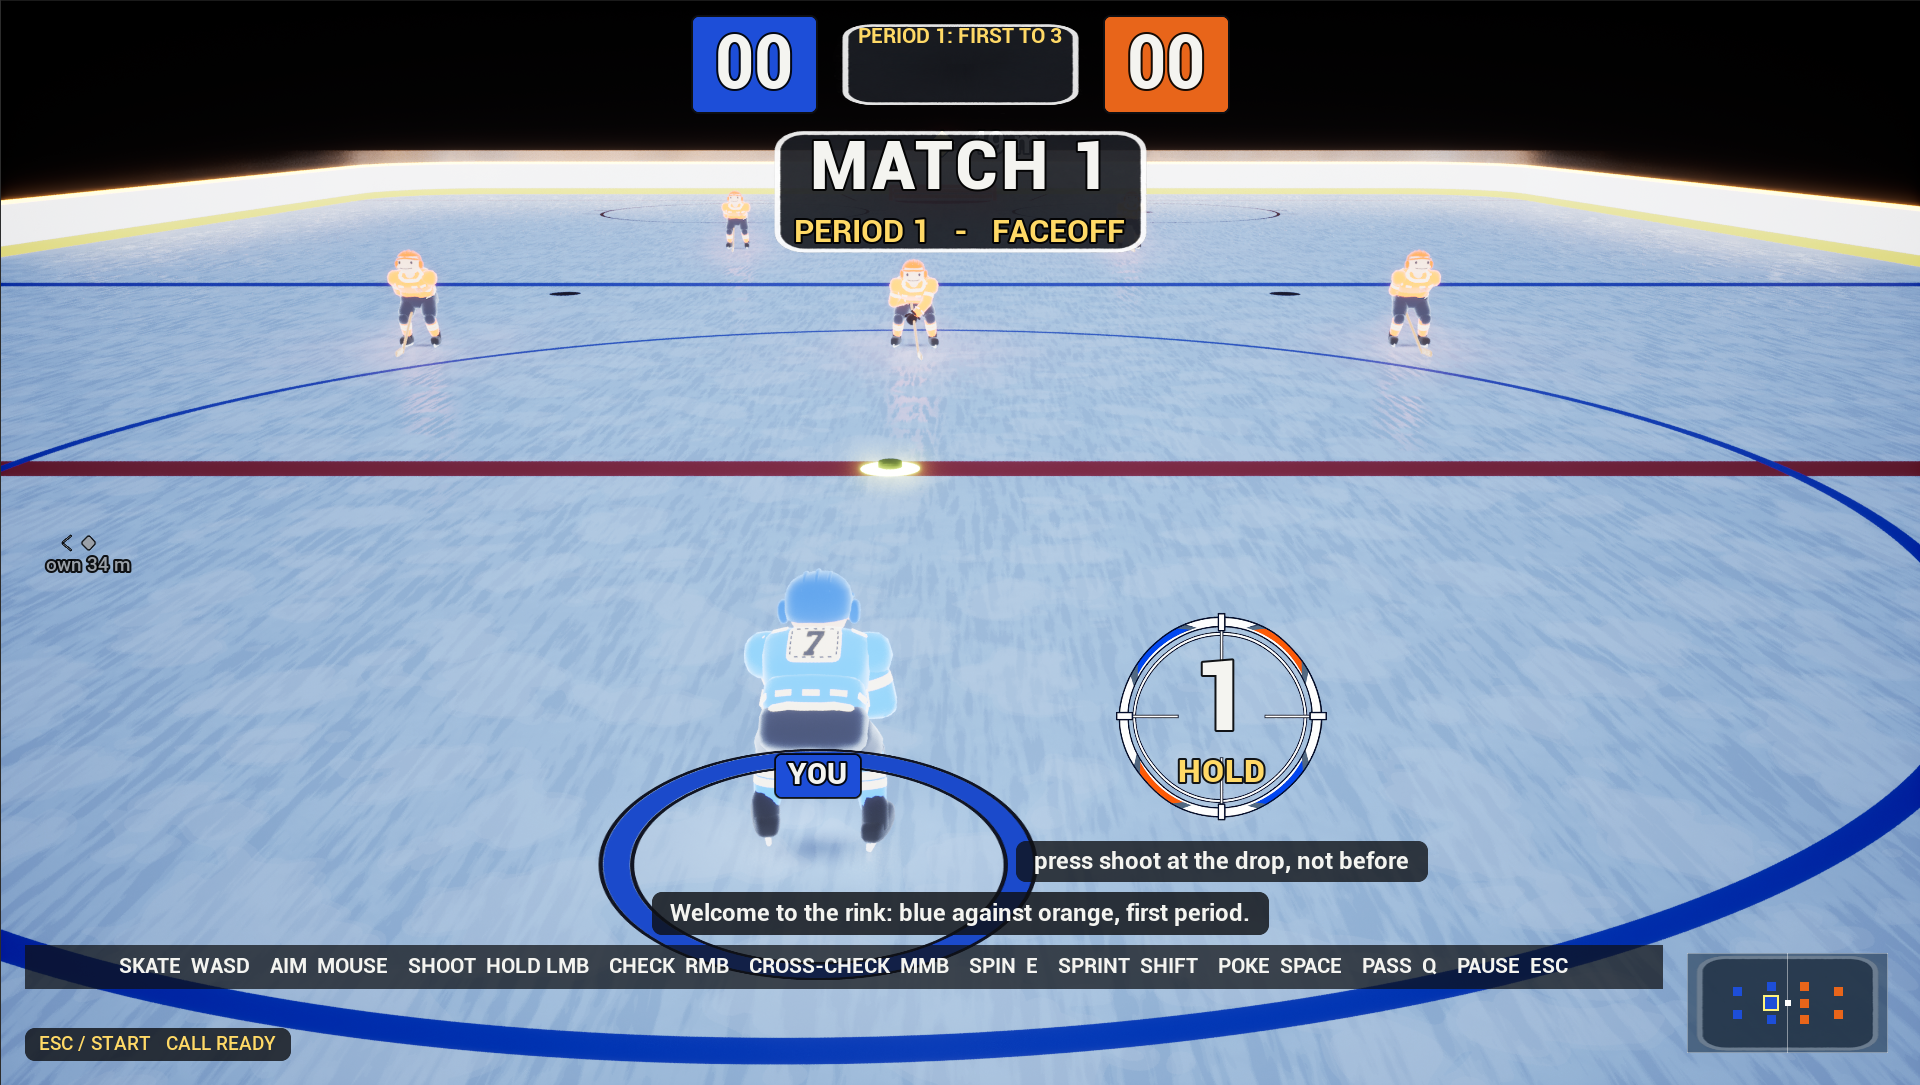 00
PERIOD 1: FIRST TO 3
00
MATCH 1
PERIOD 1 - FACEOFF
own 34 m
7
1
HOLD
YOU
press shoot at the drop, not before
Welcome to the rink: blue against orange, first period.
SKATE WASD AIM MOUSE SHOOT HOLD LMB CHECK RMB CROSS-CHECK MMB SPIN E SPRINT SHIFT POKE SPACE PASS Q PAUSE ESC
ESC / START CALL READY